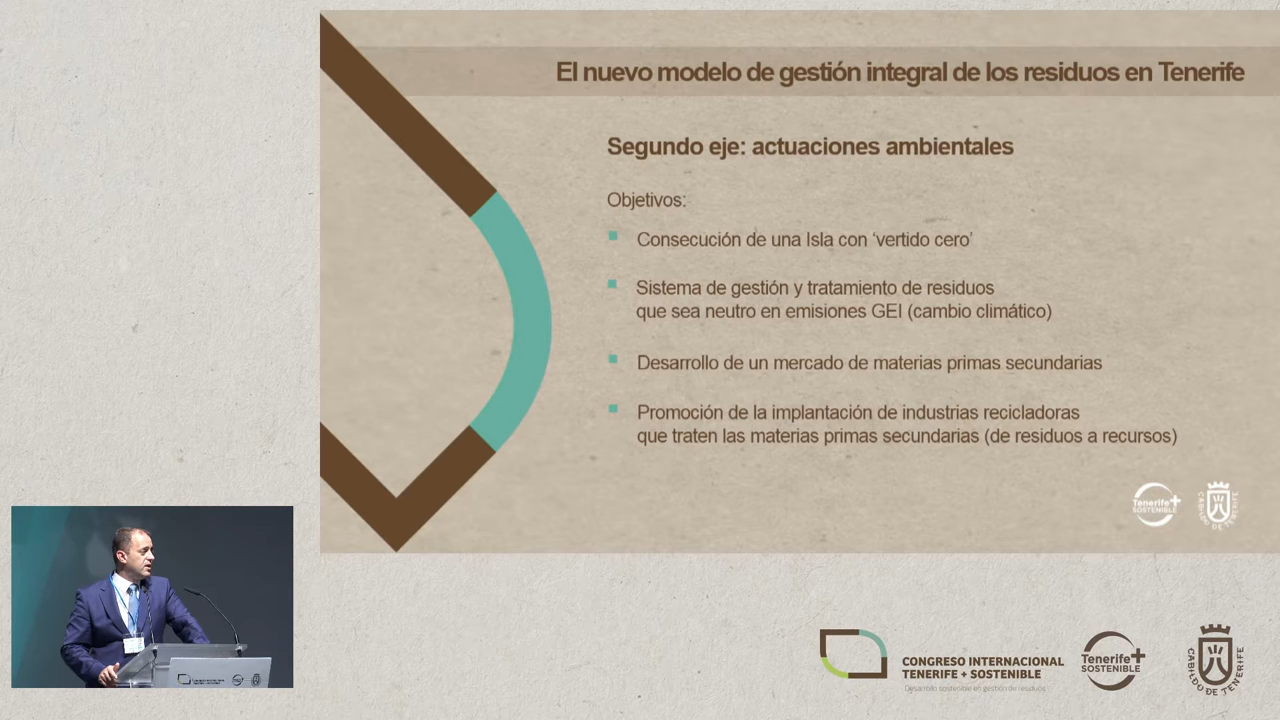 El nuevo modelo de gestión integral de los residuos en Tenerife
Segundo eje: actuaciones ambientales
Objetivos:
Consecución de una Isla con ‘vertido cero’
Sistema de gestión y tratamiento de residuos
que sea neutro en emisiones GEI (cambio climático)
Desarrollo de un mercado de materias primas secundarias
Promoción de la implantación de industrias recicladoras
que traten las materias primas secundarias (de residuos a recursos)
Tenerife+
SOSTENIBLE
CABILDO DE TENERIFE
CONGRESO INTERNACIONAL
TENERIFE + SOSTENIBLE
Desarrollo sostenible en gestión de residuos
Tenerife+
SOSTENIBLE
CABILDO DE TENERIFE